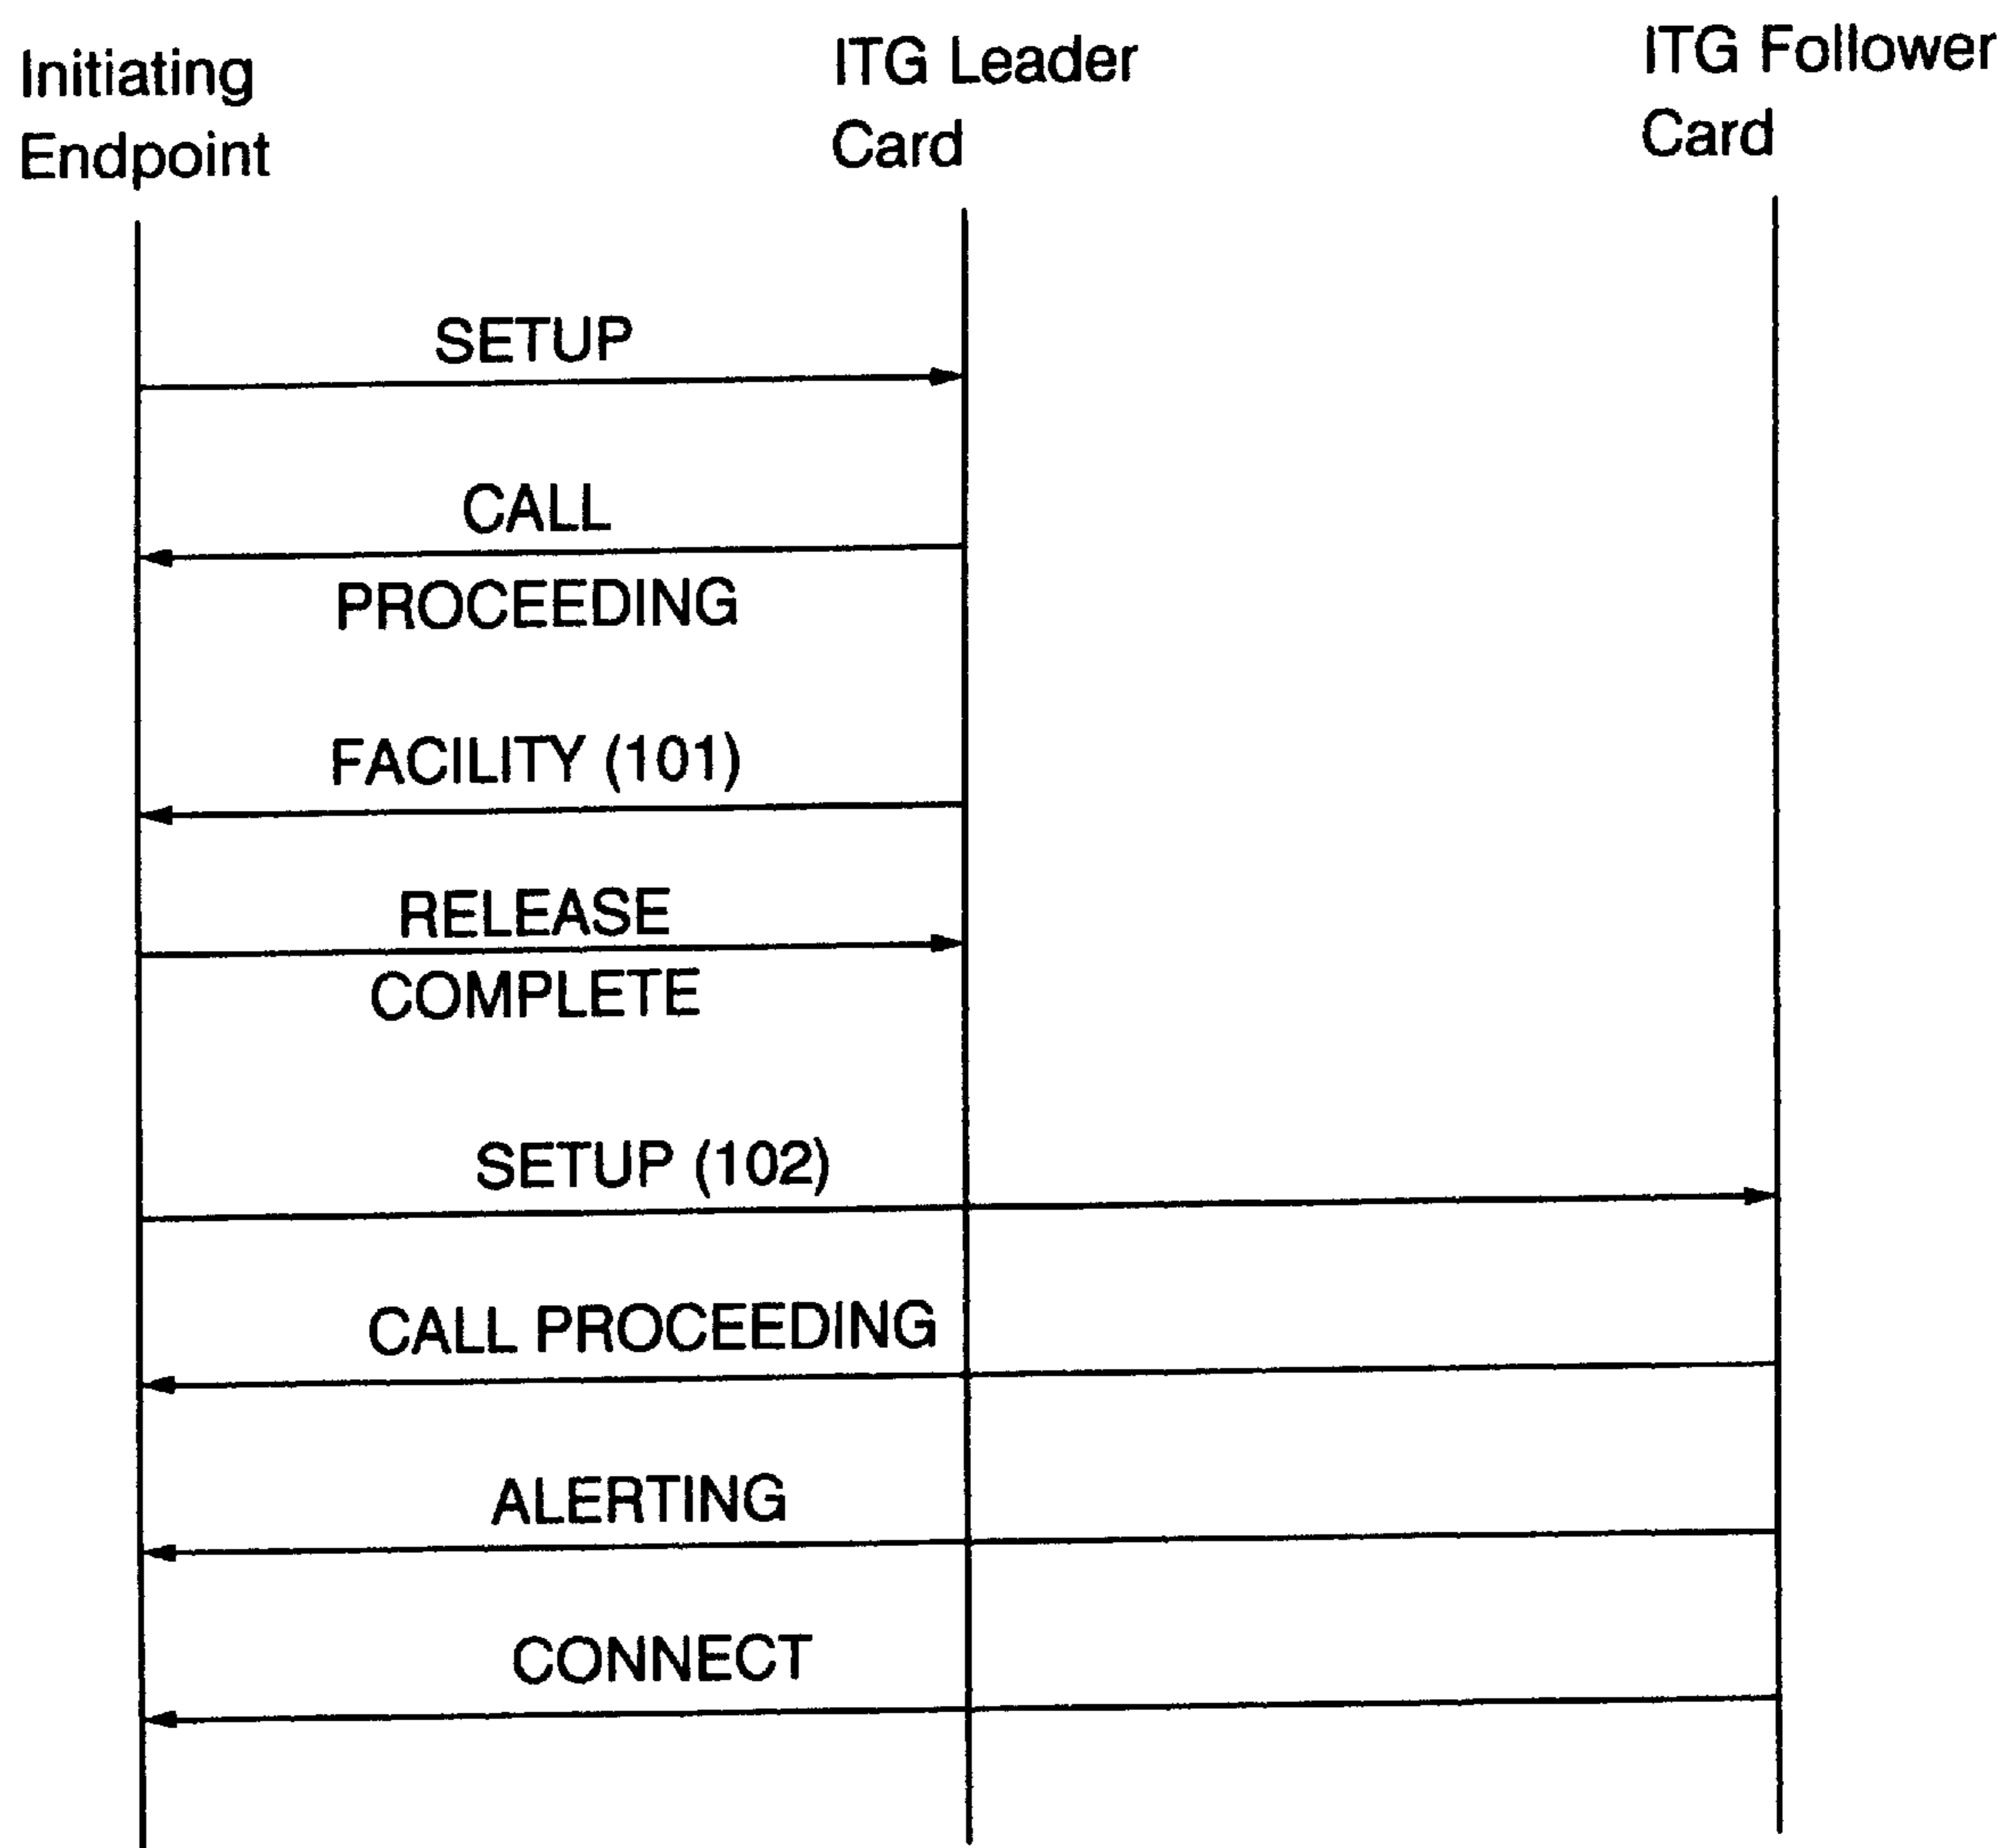 Initiating
Endpoint
ITG Leader
Card
ITG Follower
Card
SETUP
CALL
PROCEEDING
FACILITY (101)
RELEASE
COMPLETE
SETUP (102)
CALL PROCEEDING
ALERTING
CONNECT